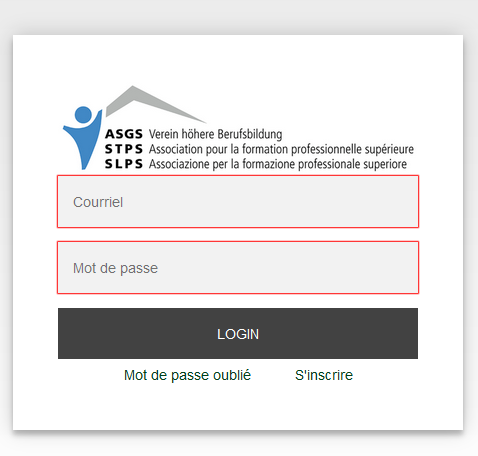 ASGS Verein höhere Berufsbildung
STPS Association pour la formation professionnelle supérieure
SLPS Associazione per la formazione professionale superiore
Courriel
Mot de passe
LOGIN
Mot de passe oublié S'inscrire